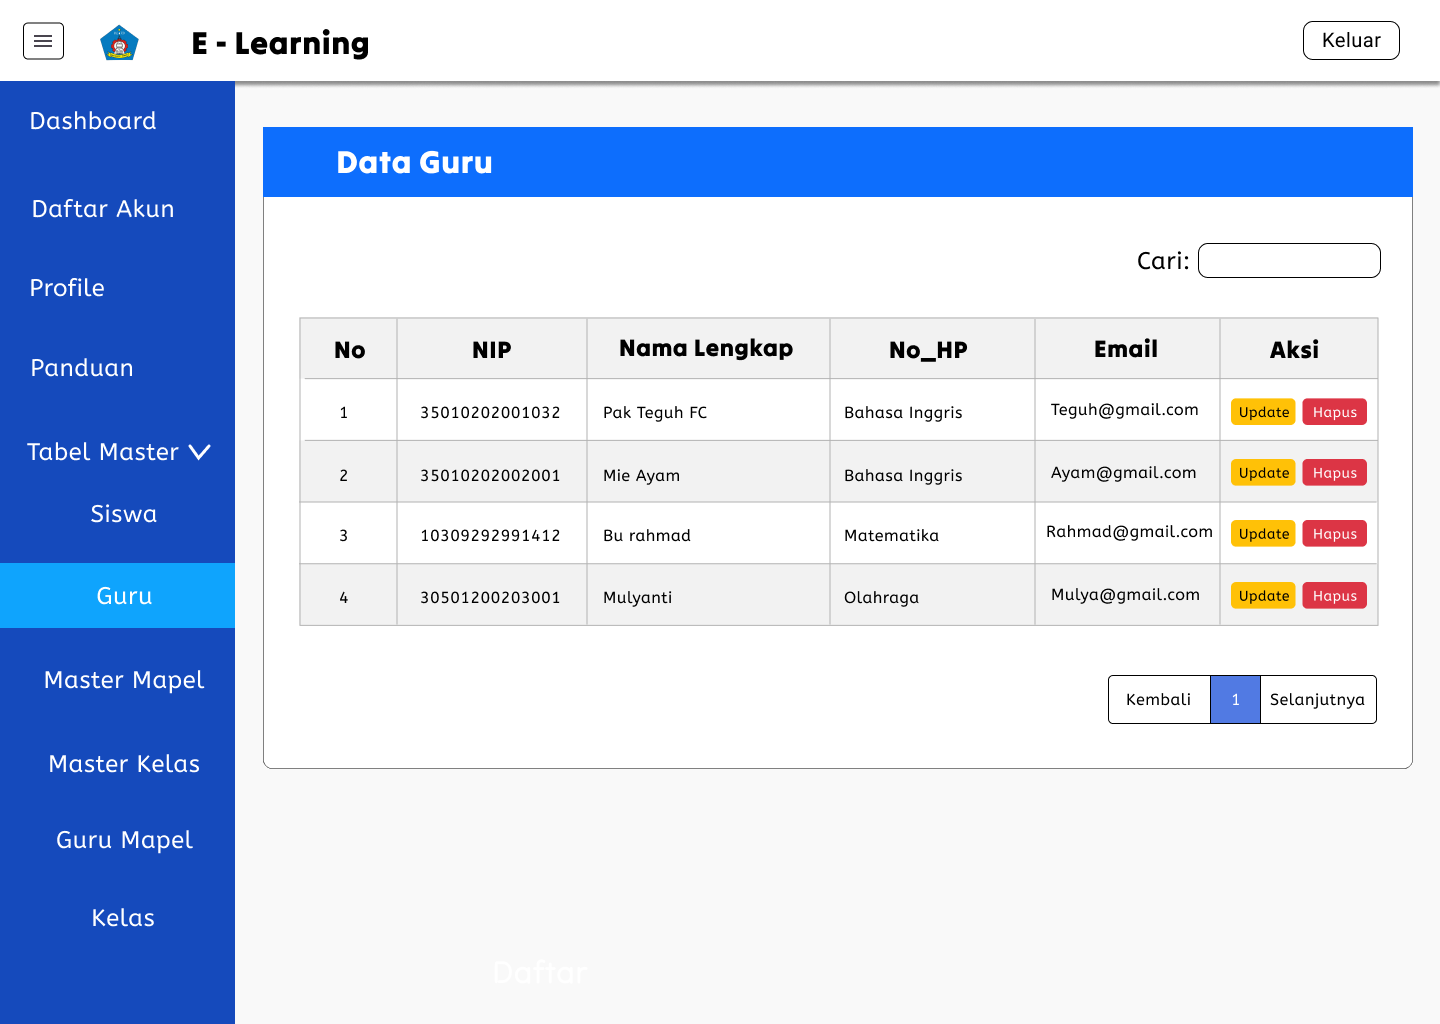 E - Learning
Keluar
Dashboard
Daftar Akun
Profile
Panduan
Tabel Master
Siswa
Guru
Master Mapel
Master Kelas
Guru Mapel
Kelas
Data Guru
Cari:
No NIP Nama Lengkap No_HP Email Aksi
1 35010202001032 Pak Teguh FC Bahasa Inggris Teguh@gmail.com Update Hapus
2 35010202002001 Mie Ayam Bahasa Inggris Ayam@gmail.com Update Hapus
3 10309292991412 Bu rahmad Matematika Rahmad@gmail.com Update Hapus
4 30501200203001 Mulyanti Olahraga Mulya@gmail.com Update Hapus
Kembali 1 Selanjutnya
Daftar